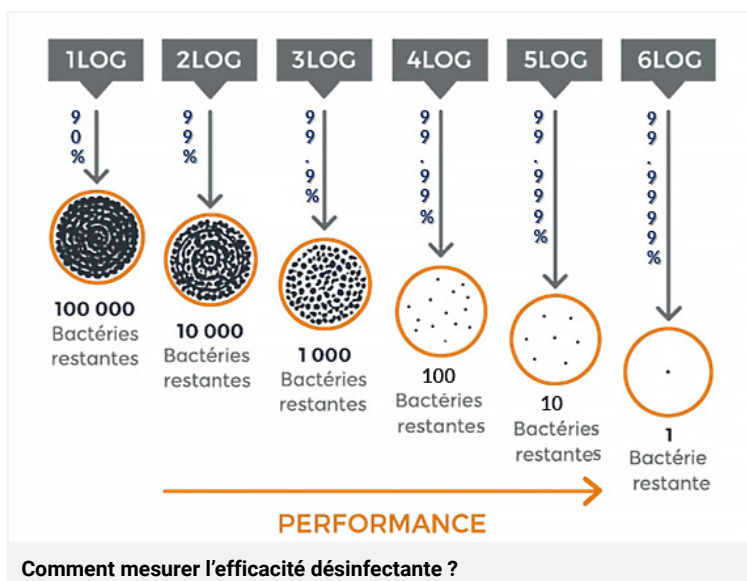 1LOG 2LOG 3LOG 4LOG 5LOG 6LOG
90% 99% 99.9% 99.99% 99.999% 99.9999%
100 000
Bactéries
restantes
10 000
Bactéries
restantes
1 000
Bactéries
restantes
100
Bactéries
restantes
10
Bactéries
restantes
1
Bactérie
restante
PERFORMANCE
Comment mesurer l’efficacité désinfectante ?